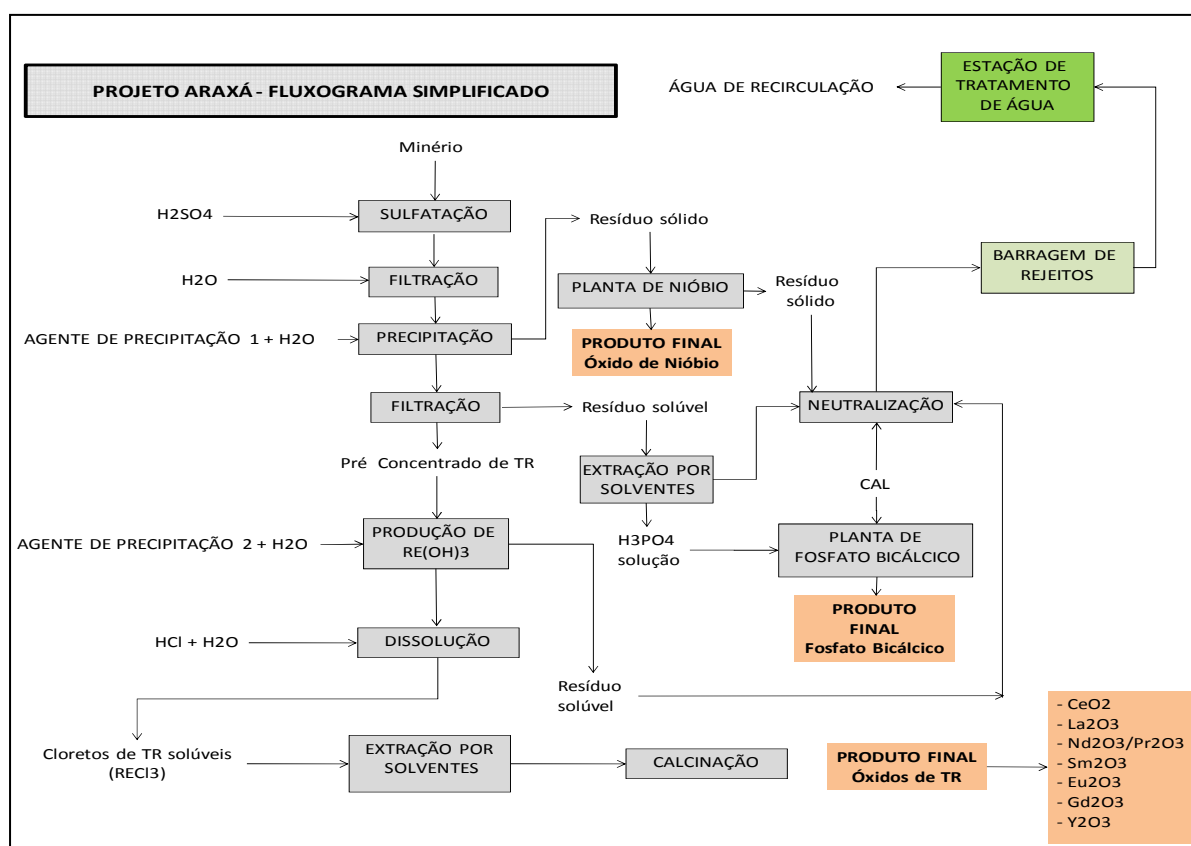 PROJETO ARAXÁ - FLUXOGRAMA SIMPLIFICADO
ÁGUA DE RECIRCULAÇÃO
ESTAÇÃO DE
TRATAMENTO
DE ÁGUA
Minério
H2SO4
SULFATAÇÃO
Resíduo sólido
BARRAGEM DE
REJEITOS
H2O
FILTRAÇÃO
PLANTA DE NIÓBIO
Resíduo
sólido
AGENTE DE PRECIPITAÇÃO 1 + H2O
PRECIPITAÇÃO
PRODUTO FINAL
Óxido de Nióbio
FILTRAÇÃO
Resíduo solúvel
NEUTRALIZAÇÃO
Pré Concentrado de TR
EXTRAÇÃO POR
SOLVENTES
CAL
AGENTE DE PRECIPITAÇÃO 2 + H2O
PRODUÇÃO DE
RE(OH)3
H3PO4
solução
PLANTA DE
FOSFATO BICÁLCICO
PRODUTO
FINAL
Fosfato Bicálcico
HCl + H2O
DISSOLUÇÃO
Resíduo
solúvel
Cloretos de TR solúveis
(RECl3)
EXTRAÇÃO POR
SOLVENTES
CALCINAÇÃO
PRODUTO FINAL
Óxidos de TR
- CeO2
- La2O3
- Nd2O3/Pr2O3
- Sm2O3
- Eu2O3
- Gd2O3
- Y2O3